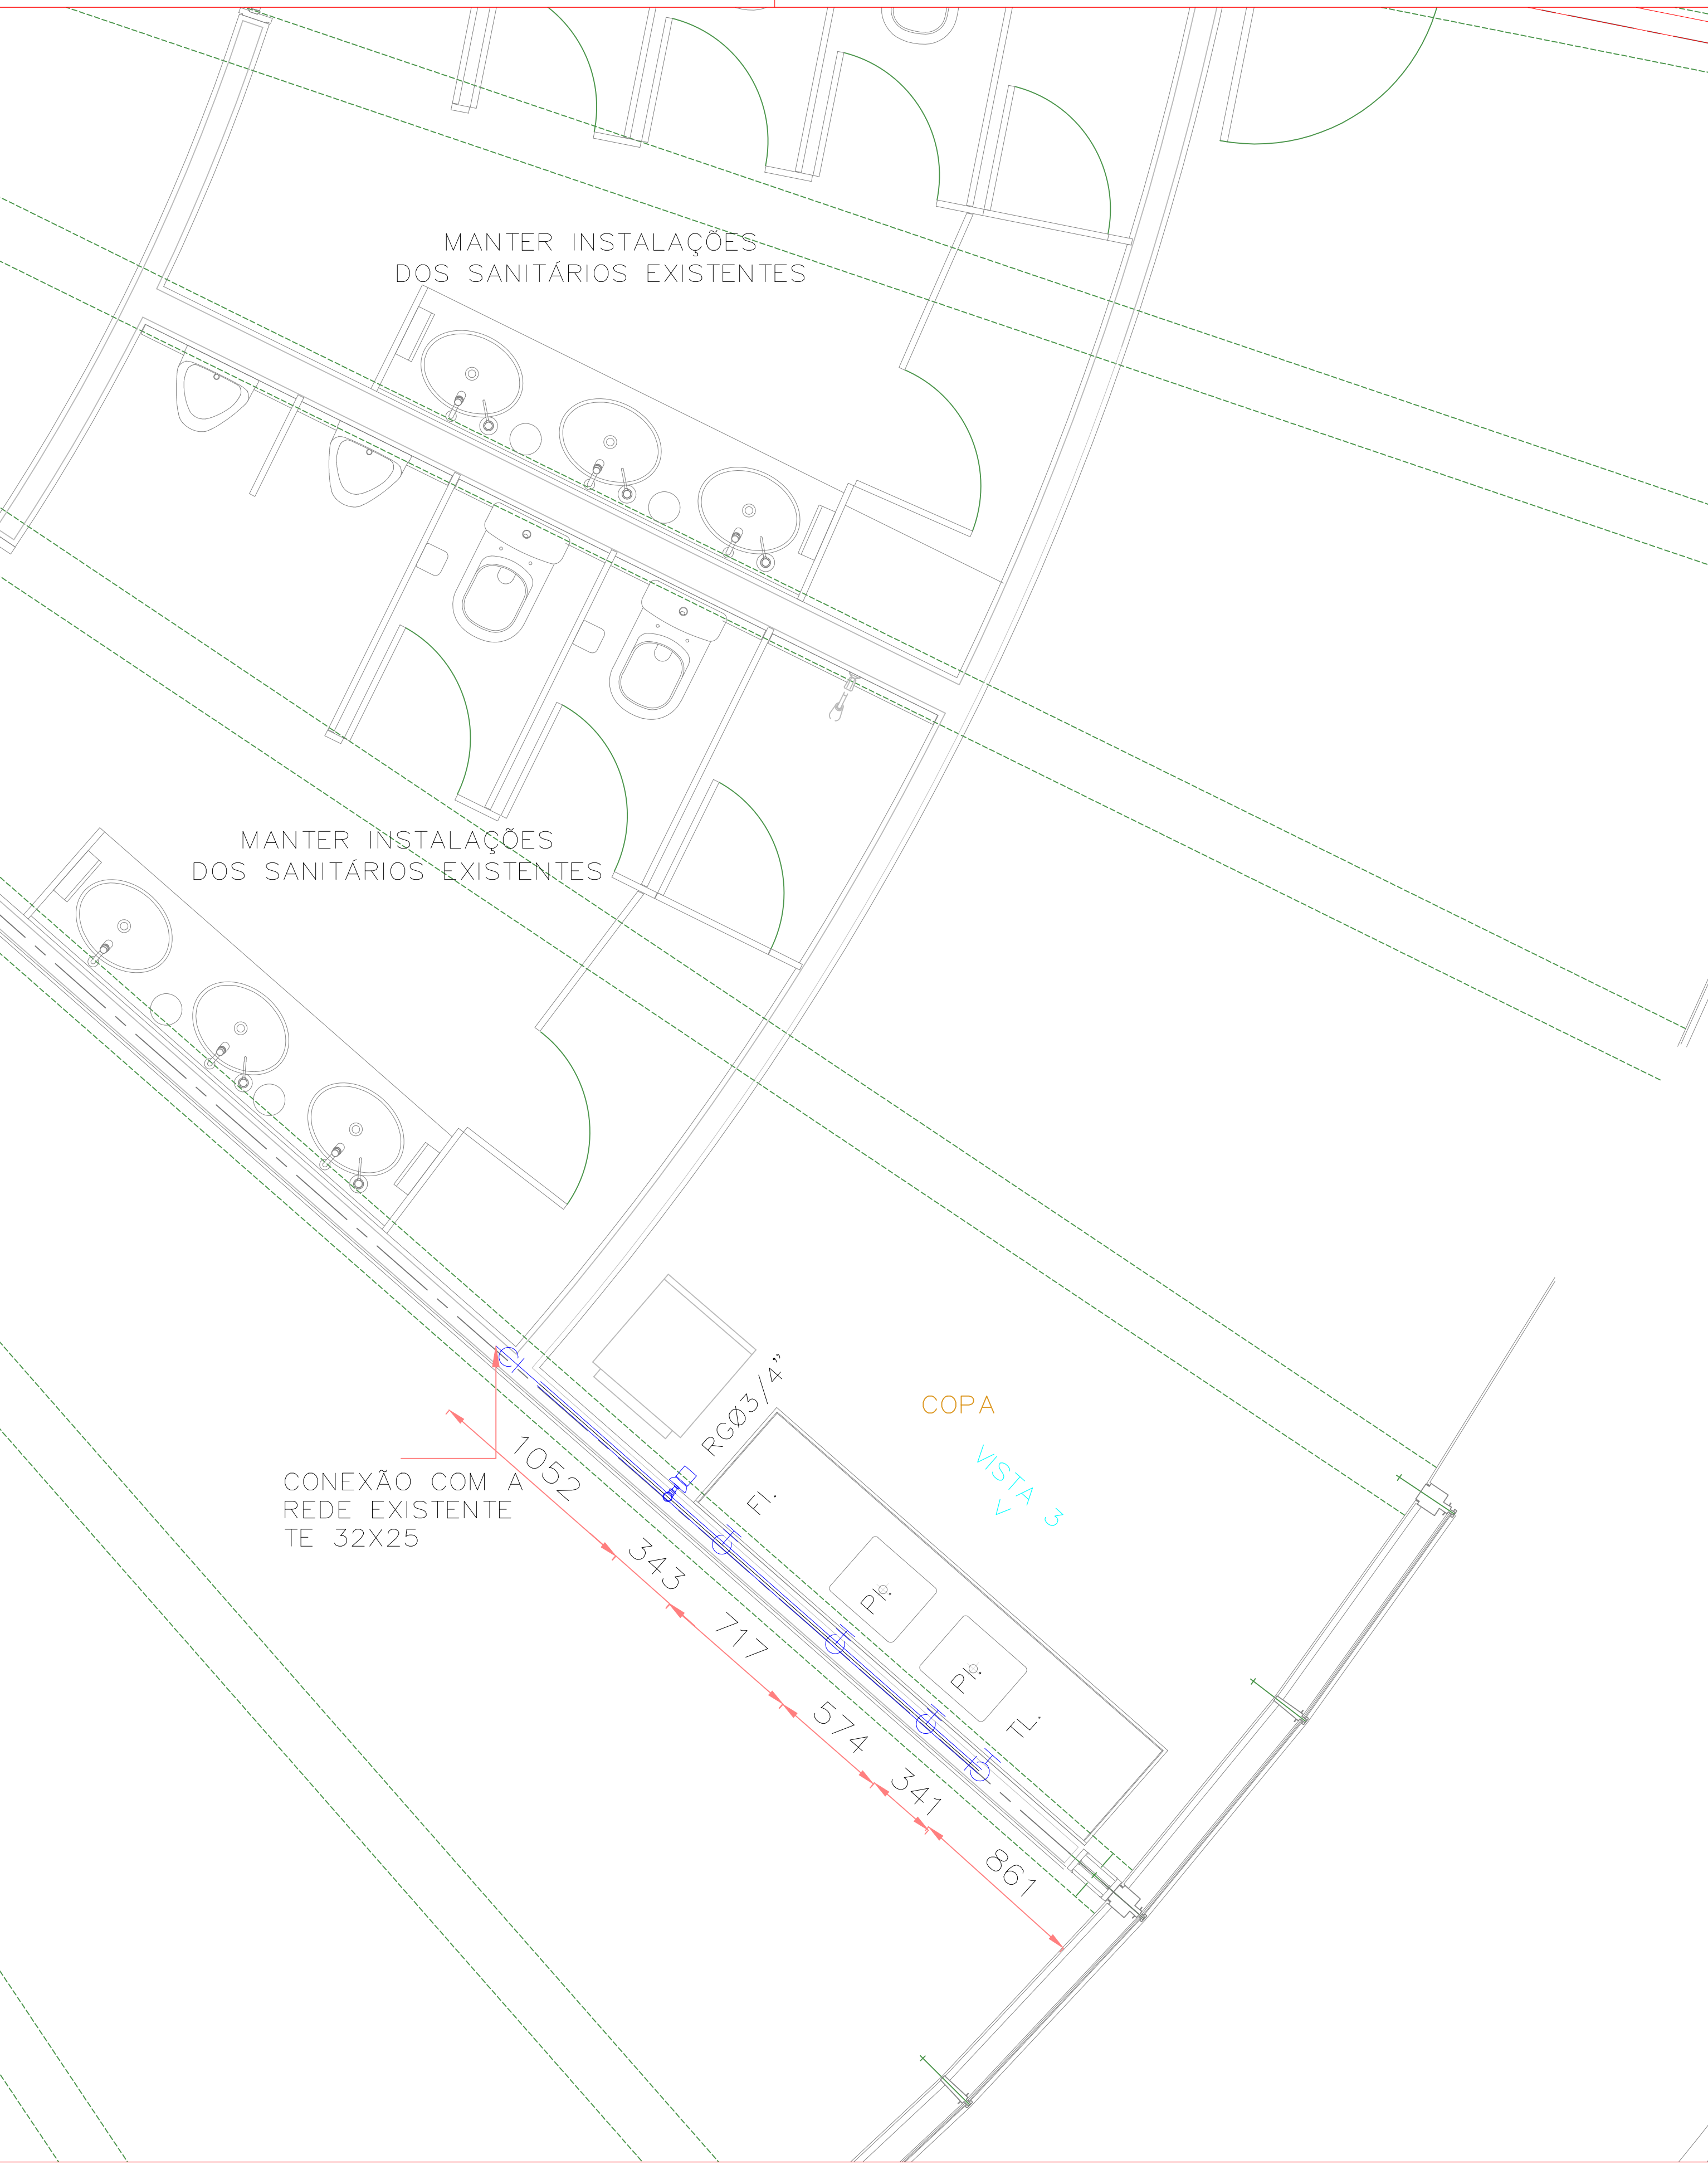 MANTER INSTALAÇÕES
DOS SANITÁRIOS EXISTENTES
MANTER INSTALAÇÕES
DOS SANITÁRIOS EXISTENTES
RGØ3/4"
COPA
VISTA 3
1052
CONEXÃO COM A
REDE EXISTENTE
TE 32X25
FI.
343
PI.
717
PI.
TL.
574
341
861